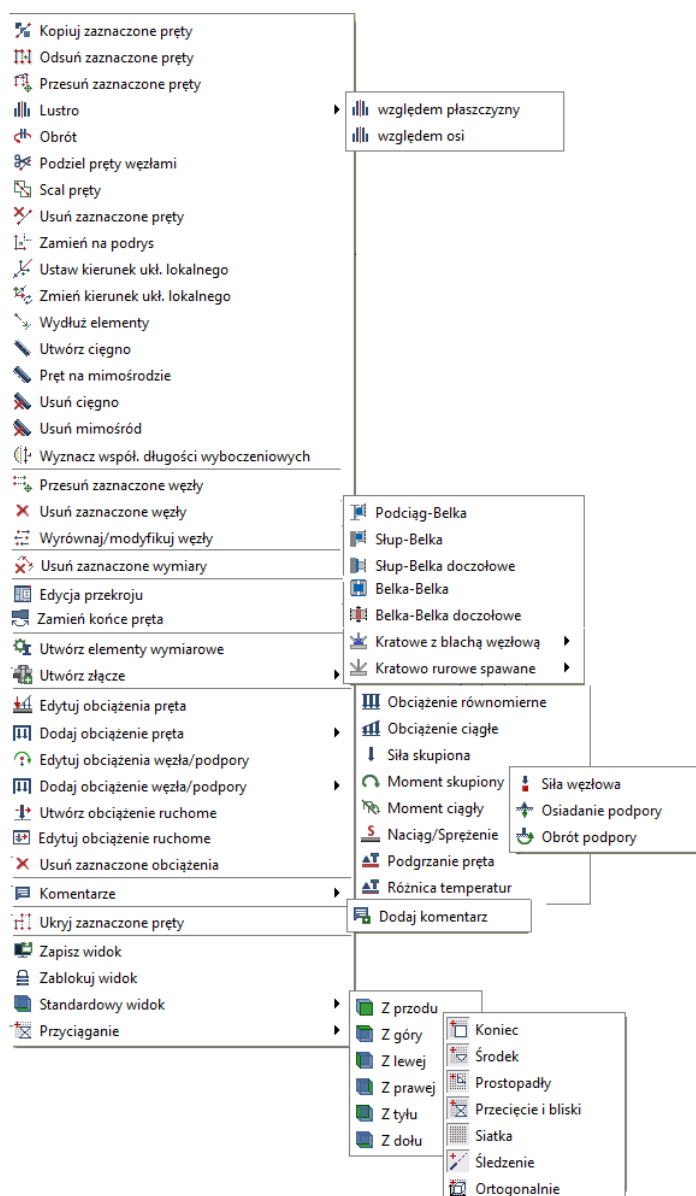 Kopiuj zaznaczone pręty
Odsuń zaznaczone pręty
Przesuń zaznaczone pręty
Lustro
względem płaszczyzny
względem osi
Obrót
Podziel pręty węzłami
Scal pręty
Usuń zaznaczone pręty
Zamień na podrys
Ustaw kierunek ukł. lokalnego
Zmień kierunek ukł. lokalnego
Wydłuż elementy
Utwórz cięgno
Pręt na mimośrodzie
Usuń cięgno
Usuń mimośród
Wyznacz współ. długości wyboczeniowych
Przesuń zaznaczone węzły
Usuń zaznaczone węzły
Wyrównaj/modyfikuj węzły
Usuń zaznaczone wymiary
Edycja przekroju
Zamień końce pręta
Utwórz elementy wymiarowe
Utwórz złącze
Podciąg-Belka
Słup-Belka
Słup-Belka doczołowe
Belka-Belka
Belka-Belka doczołowe
Kratowe z blachą węzłową
Kratowo rurowe spawane
Edytuj obciążenia pręta
Dodaj obciążenie pręta
Edytuj obciążenia węzła/podpory
Dodaj obciążenie węzła/podpory
Utwórz obciążenie ruchome
Edytuj obciążenie ruchome
Usuń zaznaczone obciążenia
Obciążenie równomierne
Obciążenie ciągłe
Siła skupiona
Moment skupiony
Moment ciągły
Naciąg/Sprężenie
Podgrzanie pręta
Różnica temperatur
Siła węzłowa
Osiadanie podpory
Obrót podpory
Komentarze
Dodaj komentarz
Ukryj zaznaczone pręty
Zapisz widok
Zablokuj widok
Standardowy widok
Przyciąganie
Z przodu
Z góry
Z lewej
Z prawej
Z tyłu
Z dołu
Koniec
Środek
Prostopadły
Przecięcie i bliski
Siatka
Śledzenie
Ortogonalnie